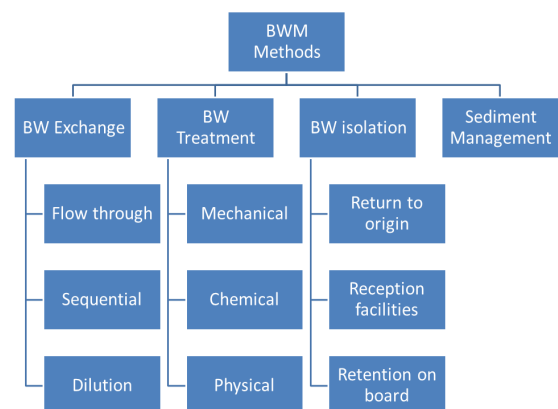 BWM
Methods
BW Exchange
BW
Treatment
BW isolation
Sediment
Management
Flow through
Mechanical
Return to
origin
Sequential
Chemical
Reception
facilities
Dilution
Physical
Retention on
board